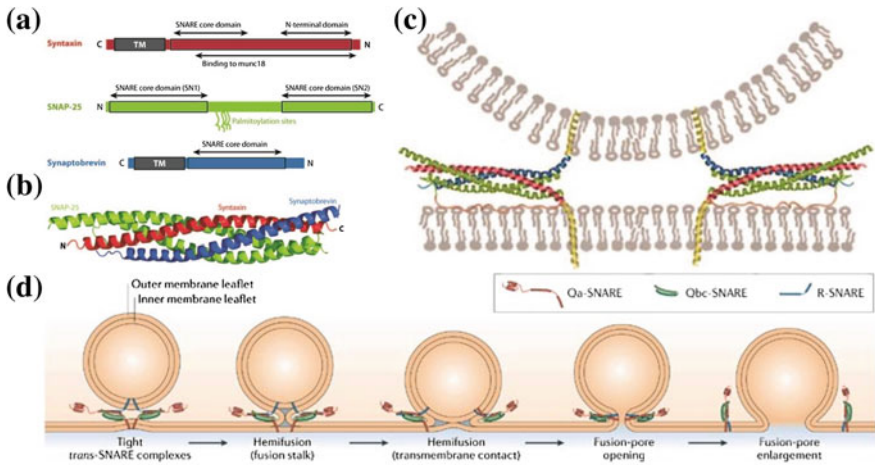 (a)
SNARE core domain
N-terminal domain
Syntaxin
C
TM
N
Binding to munc18
SNARE core domain (SN1)
SNARE core domain (SN2)
SNAP-25
N
C
Palmitoylation sites
SNARE core domain
Synaptobrevin
C
TM
N
(b)
SNAP-25
Syntaxin
Synaptobrevin
N
C
(c)
(d)
Outer membrane leaflet
Inner membrane leaflet
Qa-SNARE
Qbc-SNARE
R-SNARE
Tight
trans-SNARE complexes
Hemifusion
(fusion stalk)
Hemifusion
(transmembrane contact)
Fusion-pore
opening
Fusion-pore
enlargement